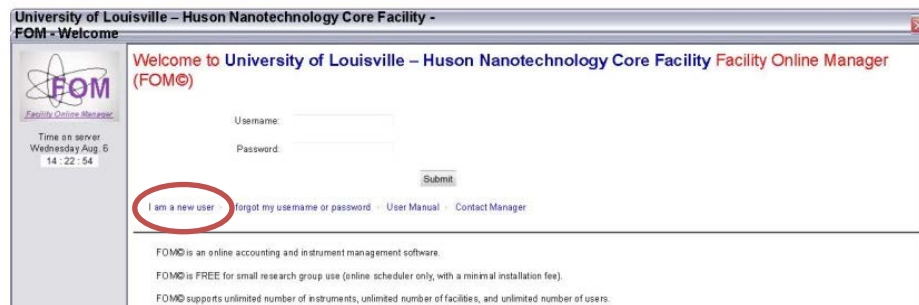 University of Louisville – Huson Nanotechnology Core Facility -
FOM - Welcome
FOM
Facility Online Manager
Time on server
Wednesday,Aug. 6
14 : 22 : 54
Welcome to University of Louisville – Huson Nanotechnology Core Facility Facility Online Manager
(FOM©)
Username:
Password:
Submit
I am a new user - I forgot my username or password - User Manual - Contact Manager
FOM© is an online accounting and instrument management software.
FOM© is FREE for small research group use (online scheduler only, with a minimal installation fee).
FOM© supports unlimited number of instruments, unlimited number of facilities, and unlimited number of users.